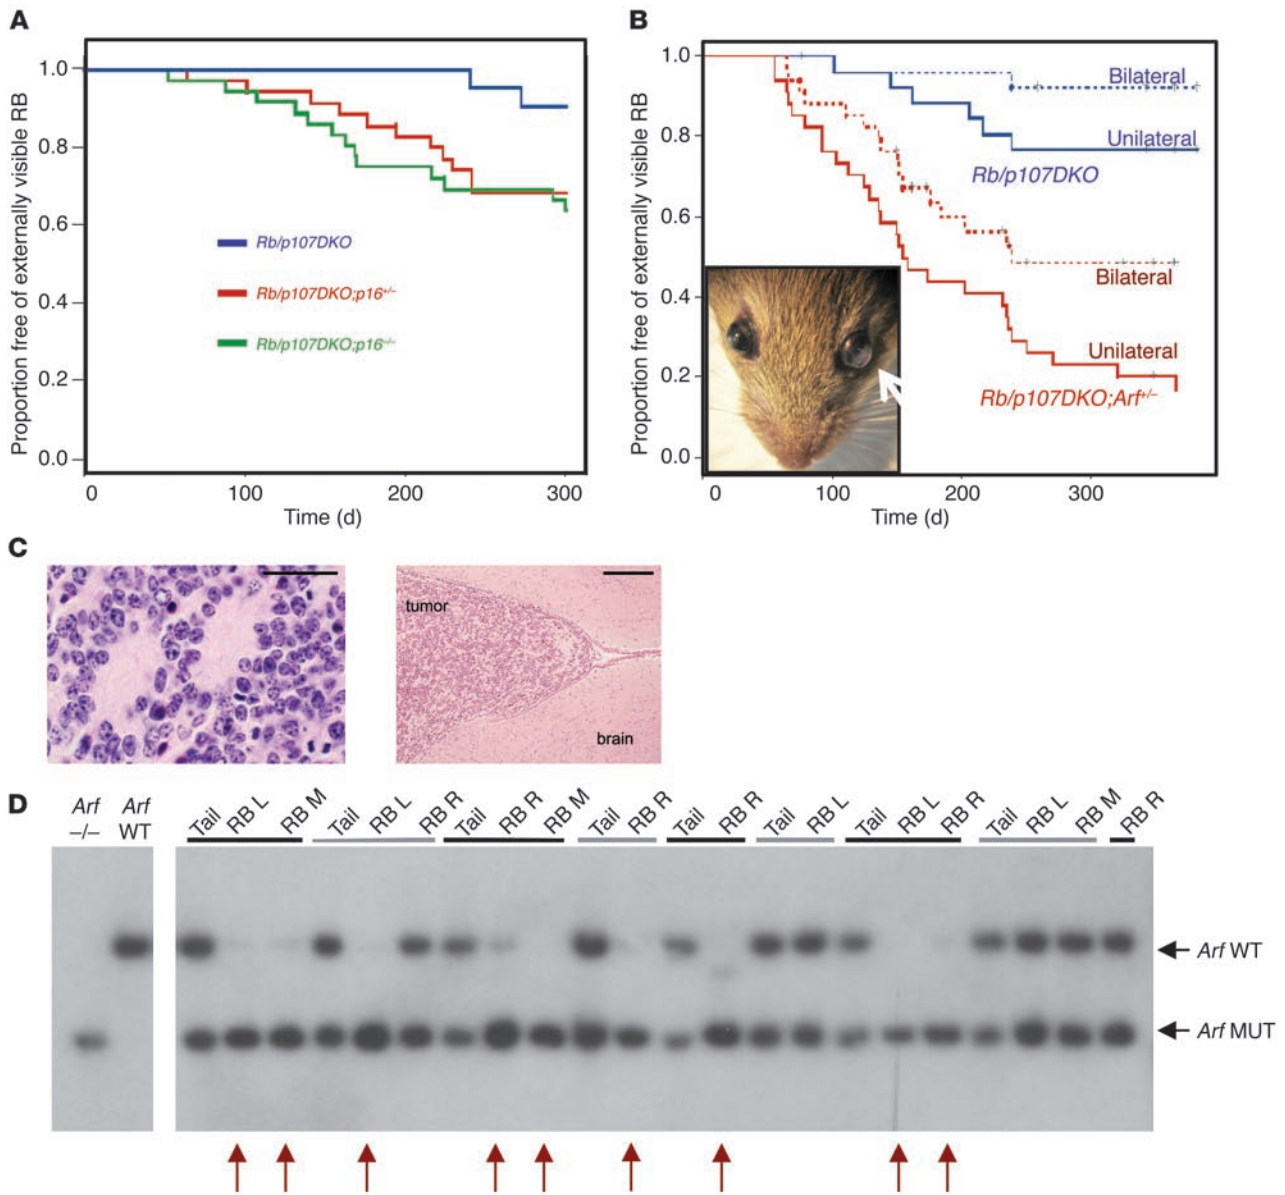 A
Proportion free of externally visible RB
1.0
0.8
0.6
0.4
0.2
0.0
Rb/p107DKO
Rb/p107DKO;p16+/–
Rb/p107DKO;p16–/–
0 100 200 300
Time (d)
B
Proportion free of externally visible RB
1.0
0.8
0.6
0.4
0.2
0.0
Bilateral
Unilateral
Rb/p107DKO
Bilateral
Unilateral
Rb/p107DKO;Arf+/–
0 100 200 300
Time (d)
C
tumor
brain
D
Arf Arf
–/– WT
Tail RB L RB M Tail RB L RB R Tail RB R RB M Tail RB R Tail RB R Tail RB L Tail RB L RB R Tail RB L RB M RB R
Arf WT
Arf MUT